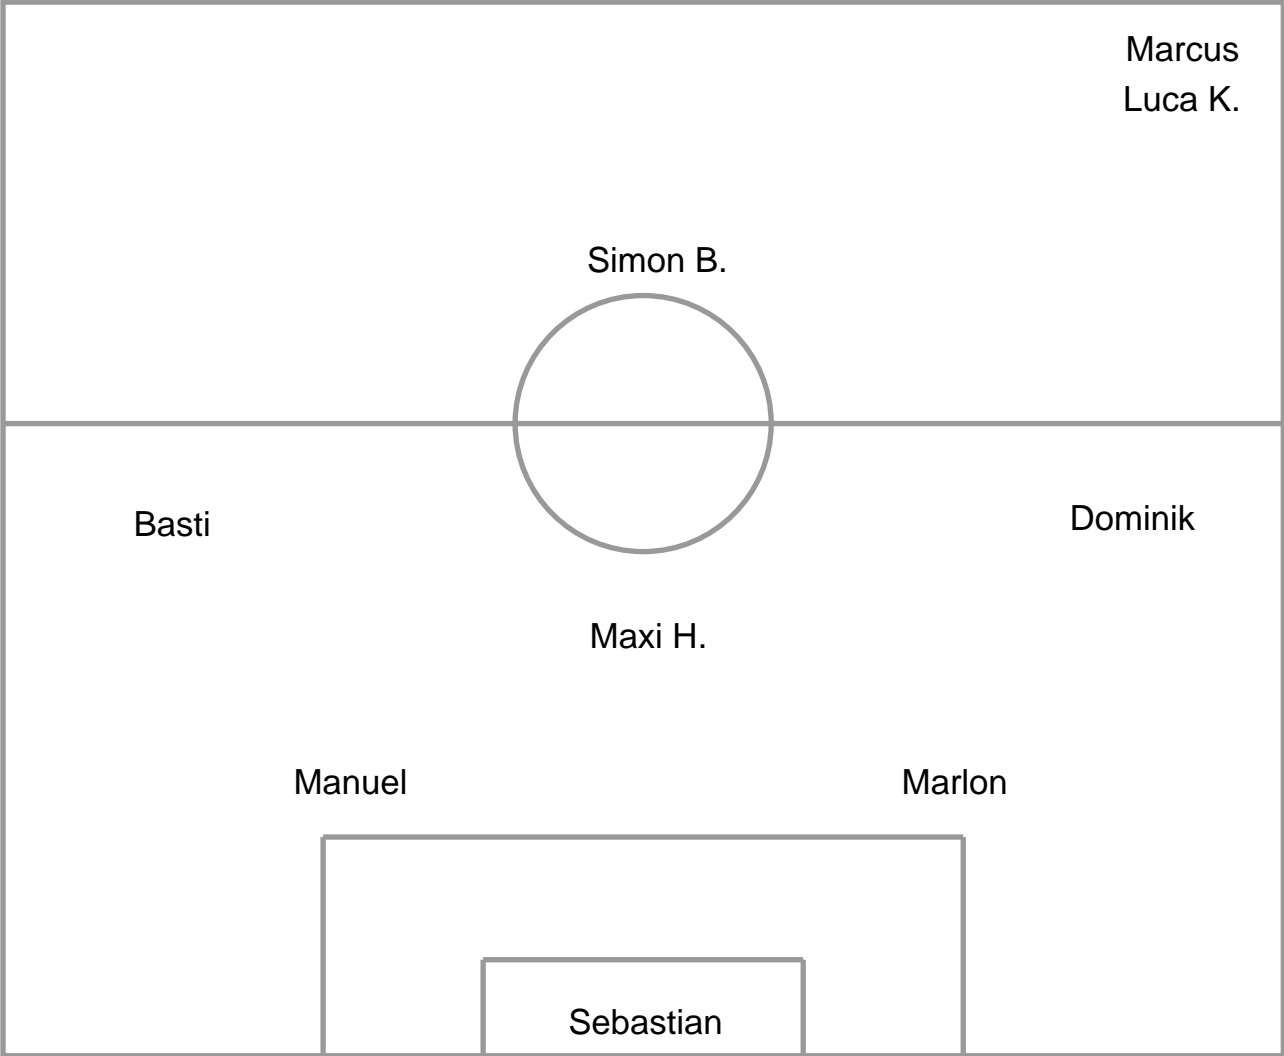 Marcus
Luca K.
Simon B.
Basti
Dominik
Maxi H.
Manuel
Marlon
Sebastian